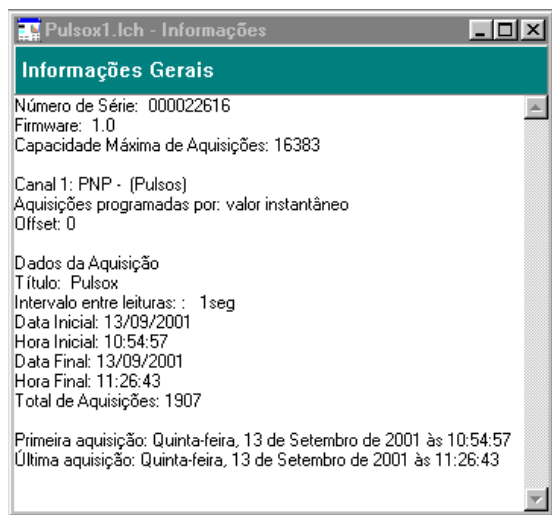 Pulsox1.lch - Informações
Informações Gerais
Número de Série:  000022616
Firmware:  1.0
Capacidade Máxima de Aquisições: 16383
Canal 1: PNP -  (Pulsos)
Aquisições programadas por: valor instantâneo
Offset: 0
Dados da Aquisição
Título:  Pulsox
Intervalo entre leituras: :   1seg
Data Inicial: 13/09/2001
Hora Inicial: 10:54:57
Data Final: 13/09/2001
Hora Final: 11:26:43
Total de Aquisições: 1907
Primeira aquisição: Quinta-feira, 13 de Setembro de 2001 às 10:54:57
Última aquisição: Quinta-feira, 13 de Setembro de 2001 às 11:26:43